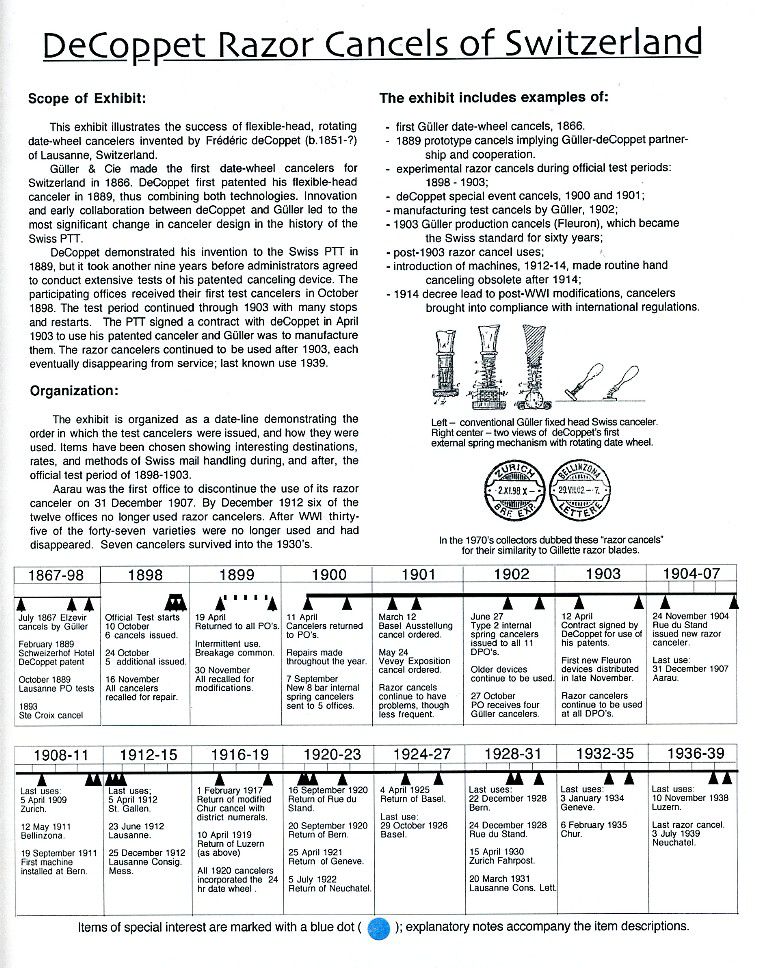 DeCoppet Razor Cancels of Switzerland
Scope of Exhibit:
This exhibit illustrates the success of flexible-head, rotating
date-wheel cancelers invented by Frédéric deCoppet (b.1851-?)
of Lausanne, Switzerland.
Güller & Cie made the first date-wheel cancelers for
Switzerland in 1866. DeCoppet first patented his flexible-head
canceler in 1889, thus combining both technologies. Innovation
and early collaboration between deCoppet and Güller led to the
most significant change in canceler design in the history of the
Swiss PTT.
DeCoppet demonstrated his invention to the Swiss PTT in
1889, but it took another nine years before administrators agreed
to conduct extensive tests of his patented canceling device. The
participating offices received their first test cancelers in October
1898. The test period continued through 1903 with many stops
and restarts. The PTT signed a contract with deCoppet in April
1903 to use his patented canceler and Güller was to manufacture
them. The razor cancelers continued to be used after 1903, each
eventually disappearing from service; last known use 1939.
Organization:
The exhibit is organized as a date-line demonstrating the
order in which the test cancelers were issued, and how they were
used. Items have been chosen showing interesting destinations,
rates, and methods of Swiss mail handling during, and after, the
official test period of 1898-1903.
Aarau was the first office to discontinue the use of its razor
canceler on 31 December 1907. By December 1912 six of the
twelve offices no longer used razor cancelers. After WWI thirty-
five of the forty-seven varieties were no longer used and had
disappeared. Seven cancelers survived into the 1930's.
The exhibit includes examples of:
- first Güller date-wheel cancels, 1866.
- 1889 prototype cancels implying Güller-deCoppet partner-
ship and cooperation.
- experimental razor cancels during official test periods:
1898 - 1903;
- deCoppet special event cancels, 1900 and 1901;
- manufacturing test cancels by Güller, 1902;
- 1903 Güller production cancels (Fleuron), which became
the Swiss standard for sixty years;
- post-1903 razor cancel uses;
- introduction of machines, 1912-14, made routine hand
canceling obsolete after 1914;
- 1914 decree lead to post-WWI modifications, cancelers
brought into compliance with international regulations.
Left – conventional Güller fixed head Swiss canceler.
Right center – two views of deCoppet's first
external spring mechanism with rotating date wheel.
ZURICH
- 2.XI.98 X -
BRF. EXP.
BELLINZONA
29.VII.02 - 7.
LETTERE
In the 1970's collectors dubbed these "razor cancels"
for their similarity to Gillette razor blades.
1867-98
July 1867 Elzevir
cancels by Güller
February 1889
Schweizerhof Hotel
DeCoppet patent
October 1889
Lausanne PO tests
1893
Ste Croix cancel
1898
Official Test starts
10 October
6 cancels issued.
24 October
5 additional issued.
16 November
All cancelers
recalled for repair.
1899
19 April
Returned to all PO's.
Intermittent use.
Breakage common.
30 November
All recalled for
modifications.
1900
11 April
Cancelers returned
to PO's.
Repairs made
throughout the year.
7 September
New 8 bar internal
spring cancelers
sent to 5 offices.
1901
March 12
Basel Ausstellung
cancel ordered.
May 24
Vevey Exposition
cancel ordered.
Razor cancels
continue to have
problems, though
less frequent.
1902
June 27
Type 2 internal
spring cancelers
issued to all 11
DPO's.
Older devices
continue to be used.
27 October
PO receives four
Güller cancelers.
1903
12 April
Contract signed by
DeCoppet for use of
his patents.
First new Fleuron
devices distributed
in late November.
Razor cancelers
continue to be used
at all DPO's.
1904-07
24 November 1904
Rue du Stand
issued new razor
canceler.
Last use:
31 December 1907
Aarau.
1908-11
Last uses:
5 April 1909
Zurich.
12 May 1911
Bellinzona.
19 September 1911
First machine
installed at Bern.
1912-15
Last uses;
5 April 1912
St. Gallen.
23 June 1912
Lausanne.
25 December 1912
Lausanne Consig.
Mess.
1916-19
1 February 1917
Return of modified
Chur cancel with
district numerals.
10 April 1919
Return of Luzern
(as above)
All 1920 cancelers
incorporated the 24
hr date wheel .
1920-23
16 September 1920
Return of Rue du
Stand.
20 September 1920
Return of Bern.
25 April 1921
Return of Geneve.
5 July 1922
Return of Neuchatel.
1924-27
4 April 1925
Return of Basel.
Last use:
29 October 1926
Basel.
1928-31
Last uses:
22 December 1928
Bern.
24 December 1928
Rue du Stand.
15 April 1930
Zurich Fahrpost.
20 March 1931
Lausanne Cons. Lett.
1932-35
Last uses:
3 January 1934
Geneve.
6 February 1935
Chur.
1936-39
Last uses:
10 November 1938
Luzern.
Last razor cancel.
3 July 1939
Neuchatel.
Items of special interest are marked with a blue dot ( ); explanatory notes accompany the item descriptions.